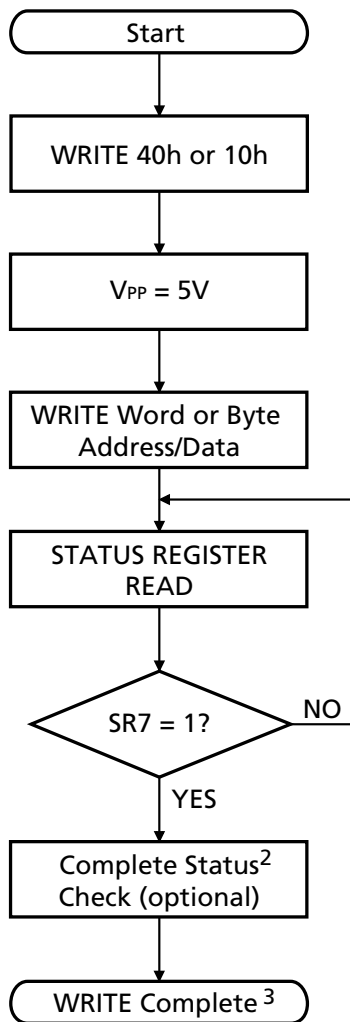 Start
WRITE 40h or 10h
VPP = 5V
WRITE Word or Byte
Address/Data
STATUS REGISTER
READ
SR7 = 1?
NO
YES
Complete Status2
Check (optional)
WRITE Complete 3